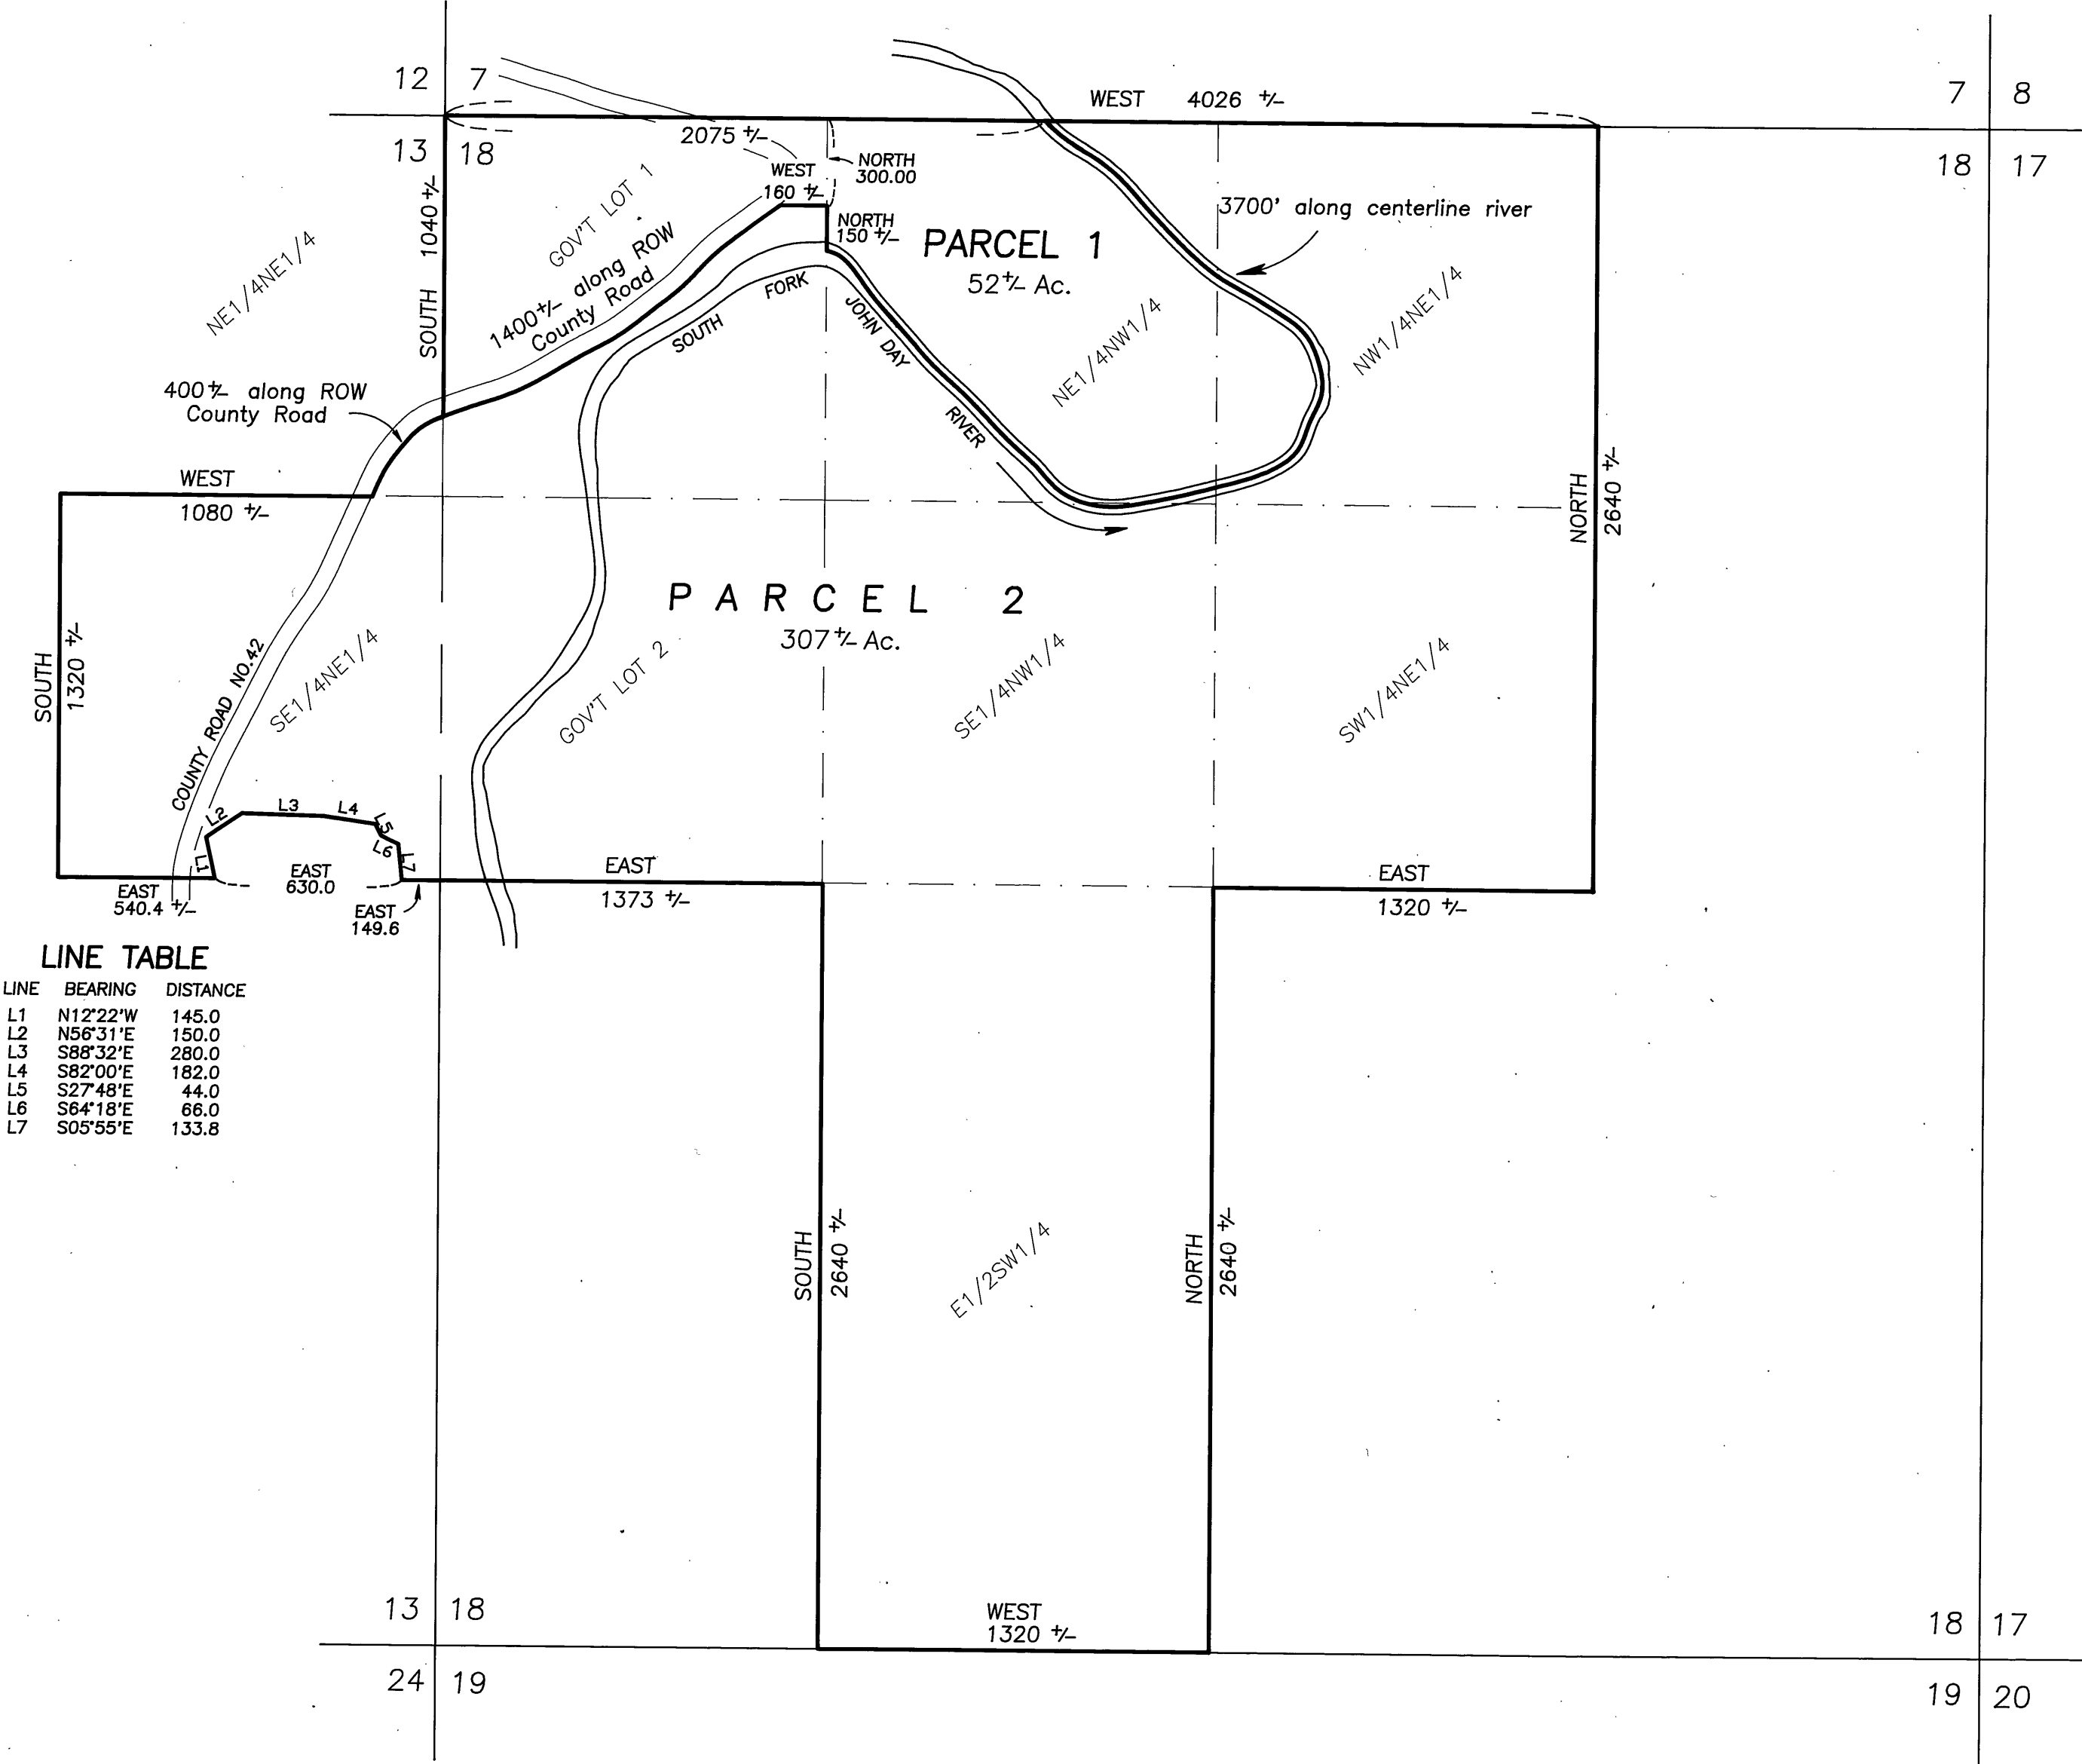 12 7
7 8
WEST 4026 +/-
13 18
18 17
2075 +/-
WEST
160 +/-
NORTH
300.00
NORTH
150 +/-
SOUTH 1040 +/-
NE1/4NE1/4
GOV'T LOT 1
1400+/- along ROW
County Road
PARCEL 1
52+/- Ac.
3700' along centerline river
SOUTH
FORK
JOHN DAY
RIVER
NE1/4NW1/4
NW1/4NE1/4
400+/- along ROW
County Road
WEST
1080 +/-
NORTH
2640 +/-
PARCEL 2
307+/- Ac.
SOUTH
1320 +/-
COUNTY ROAD NO.42
SE1/4NE1/4
GOV'T LOT 2
SE1/4NW1/4
SW1/4NE1/4
L1
L2
L3
L4
L5
L6
L7
EAST
540.4 +/-
EAST
630.0
EAST
149.6
EAST
1373 +/-
EAST
1320 +/-
LINE TABLE
LINE BEARING DISTANCE
L1 N12°22'W 145.0
L2 N56°31'E 150.0
L3 S88°32'E 280.0
L4 S82°00'E 182.0
L5 S27°48'E 44.0
L6 S64°18'E 66.0
L7 S05°55'E 133.8
SOUTH
2640 +/-
E1/2SW1/4
NORTH
2640 +/-
WEST
1320 +/-
13 18
18 17
24 19
19 20